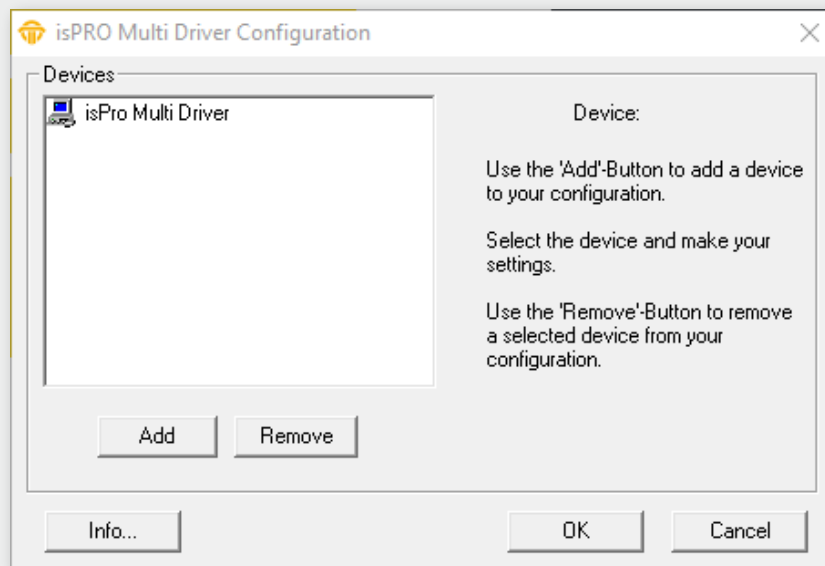 isPRO Multi Driver Configuration
Devices
isPro Multi Driver
Device:
Use the 'Add'-Button to add a device
to your configuration.
Select the device and make your
settings.
Use the 'Remove'-Button to remove
a selected device from your
configuration.
Add
Remove
Info...
OK
Cancel